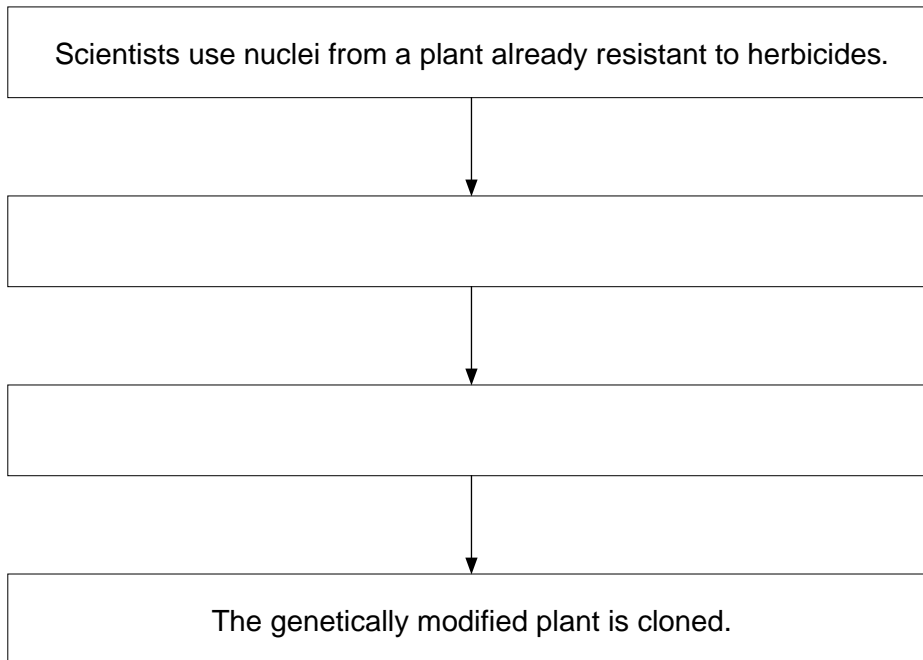 Scientists use nuclei from a plant already resistant to herbicides.
The genetically modified plant is cloned.